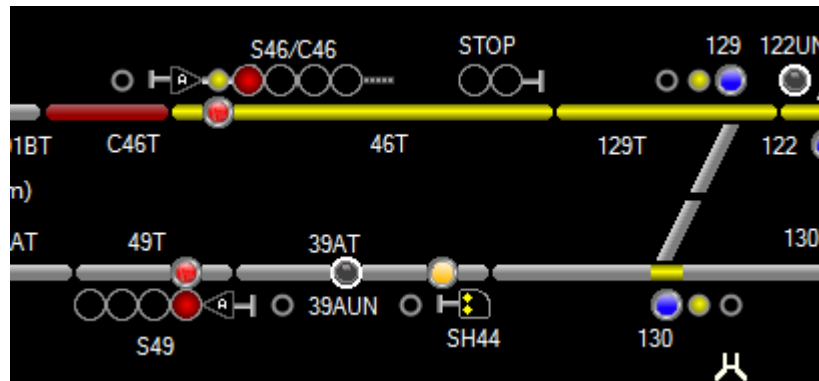 S46/C46 STOP 129 122UN
A
1BT C46T 46T 129T 122
m)
AT 49T 39AT 130
A
39AUN
S49 SH44 130